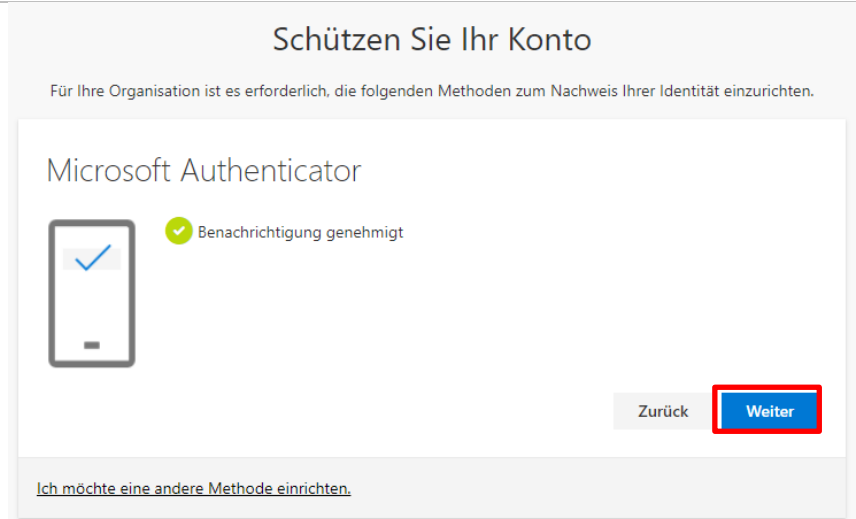 Schützen Sie Ihr Konto
Für Ihre Organisation ist es erforderlich, die folgenden Methoden zum Nachweis Ihrer Identität einzurichten.
Microsoft Authenticator
Benachrichtigung genehmigt
Zurück Weiter
Ich möchte eine andere Methode einrichten.